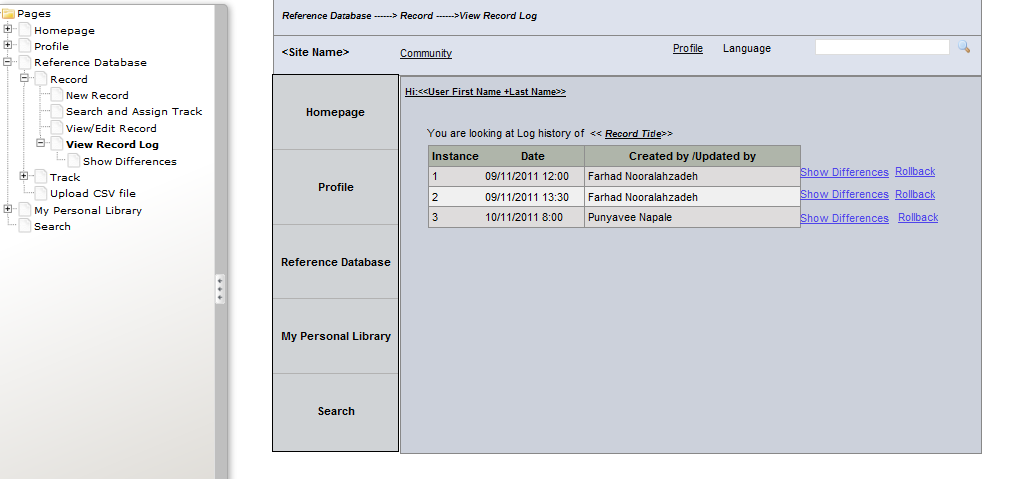 Pages
Homepage
Profile
Reference Database
Record
New Record
Search and Assign Track
View/Edit Record
View Record Log
Show Differences
Track
Upload CSV file
My Personal Library
Search
Reference Database ------> Record ------>View Record Log
<Site Name> Community Profile Language
Homepage
Profile
Reference Database
My Personal Library
Search
Hi:<<User First Name +Last Name>>
You are looking at Log history of << Record Title>>
Instance Date Created by /Updated by
1 09/11/2011 12:00 Farhad Nooralahzadeh Show Differences Rollback
2 09/11/2011 13:30 Farhad Nooralahzadeh Show Differences Rollback
3 10/11/2011 8:00 Punyavee Napale Show Differences Rollback